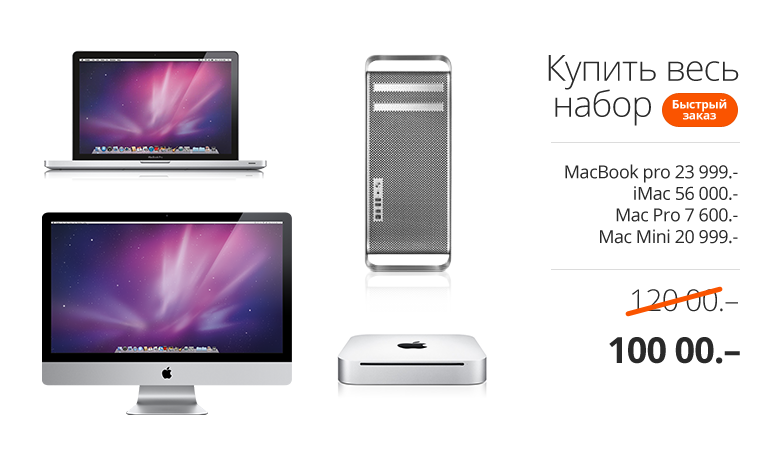 Купить весь
набор
Быстрый
заказ
MacBook pro 23 999.-
iMac 56 000.-
Mac Pro 7 600.-
Mac Mini 20 999.-
120 00.–
100 00.–